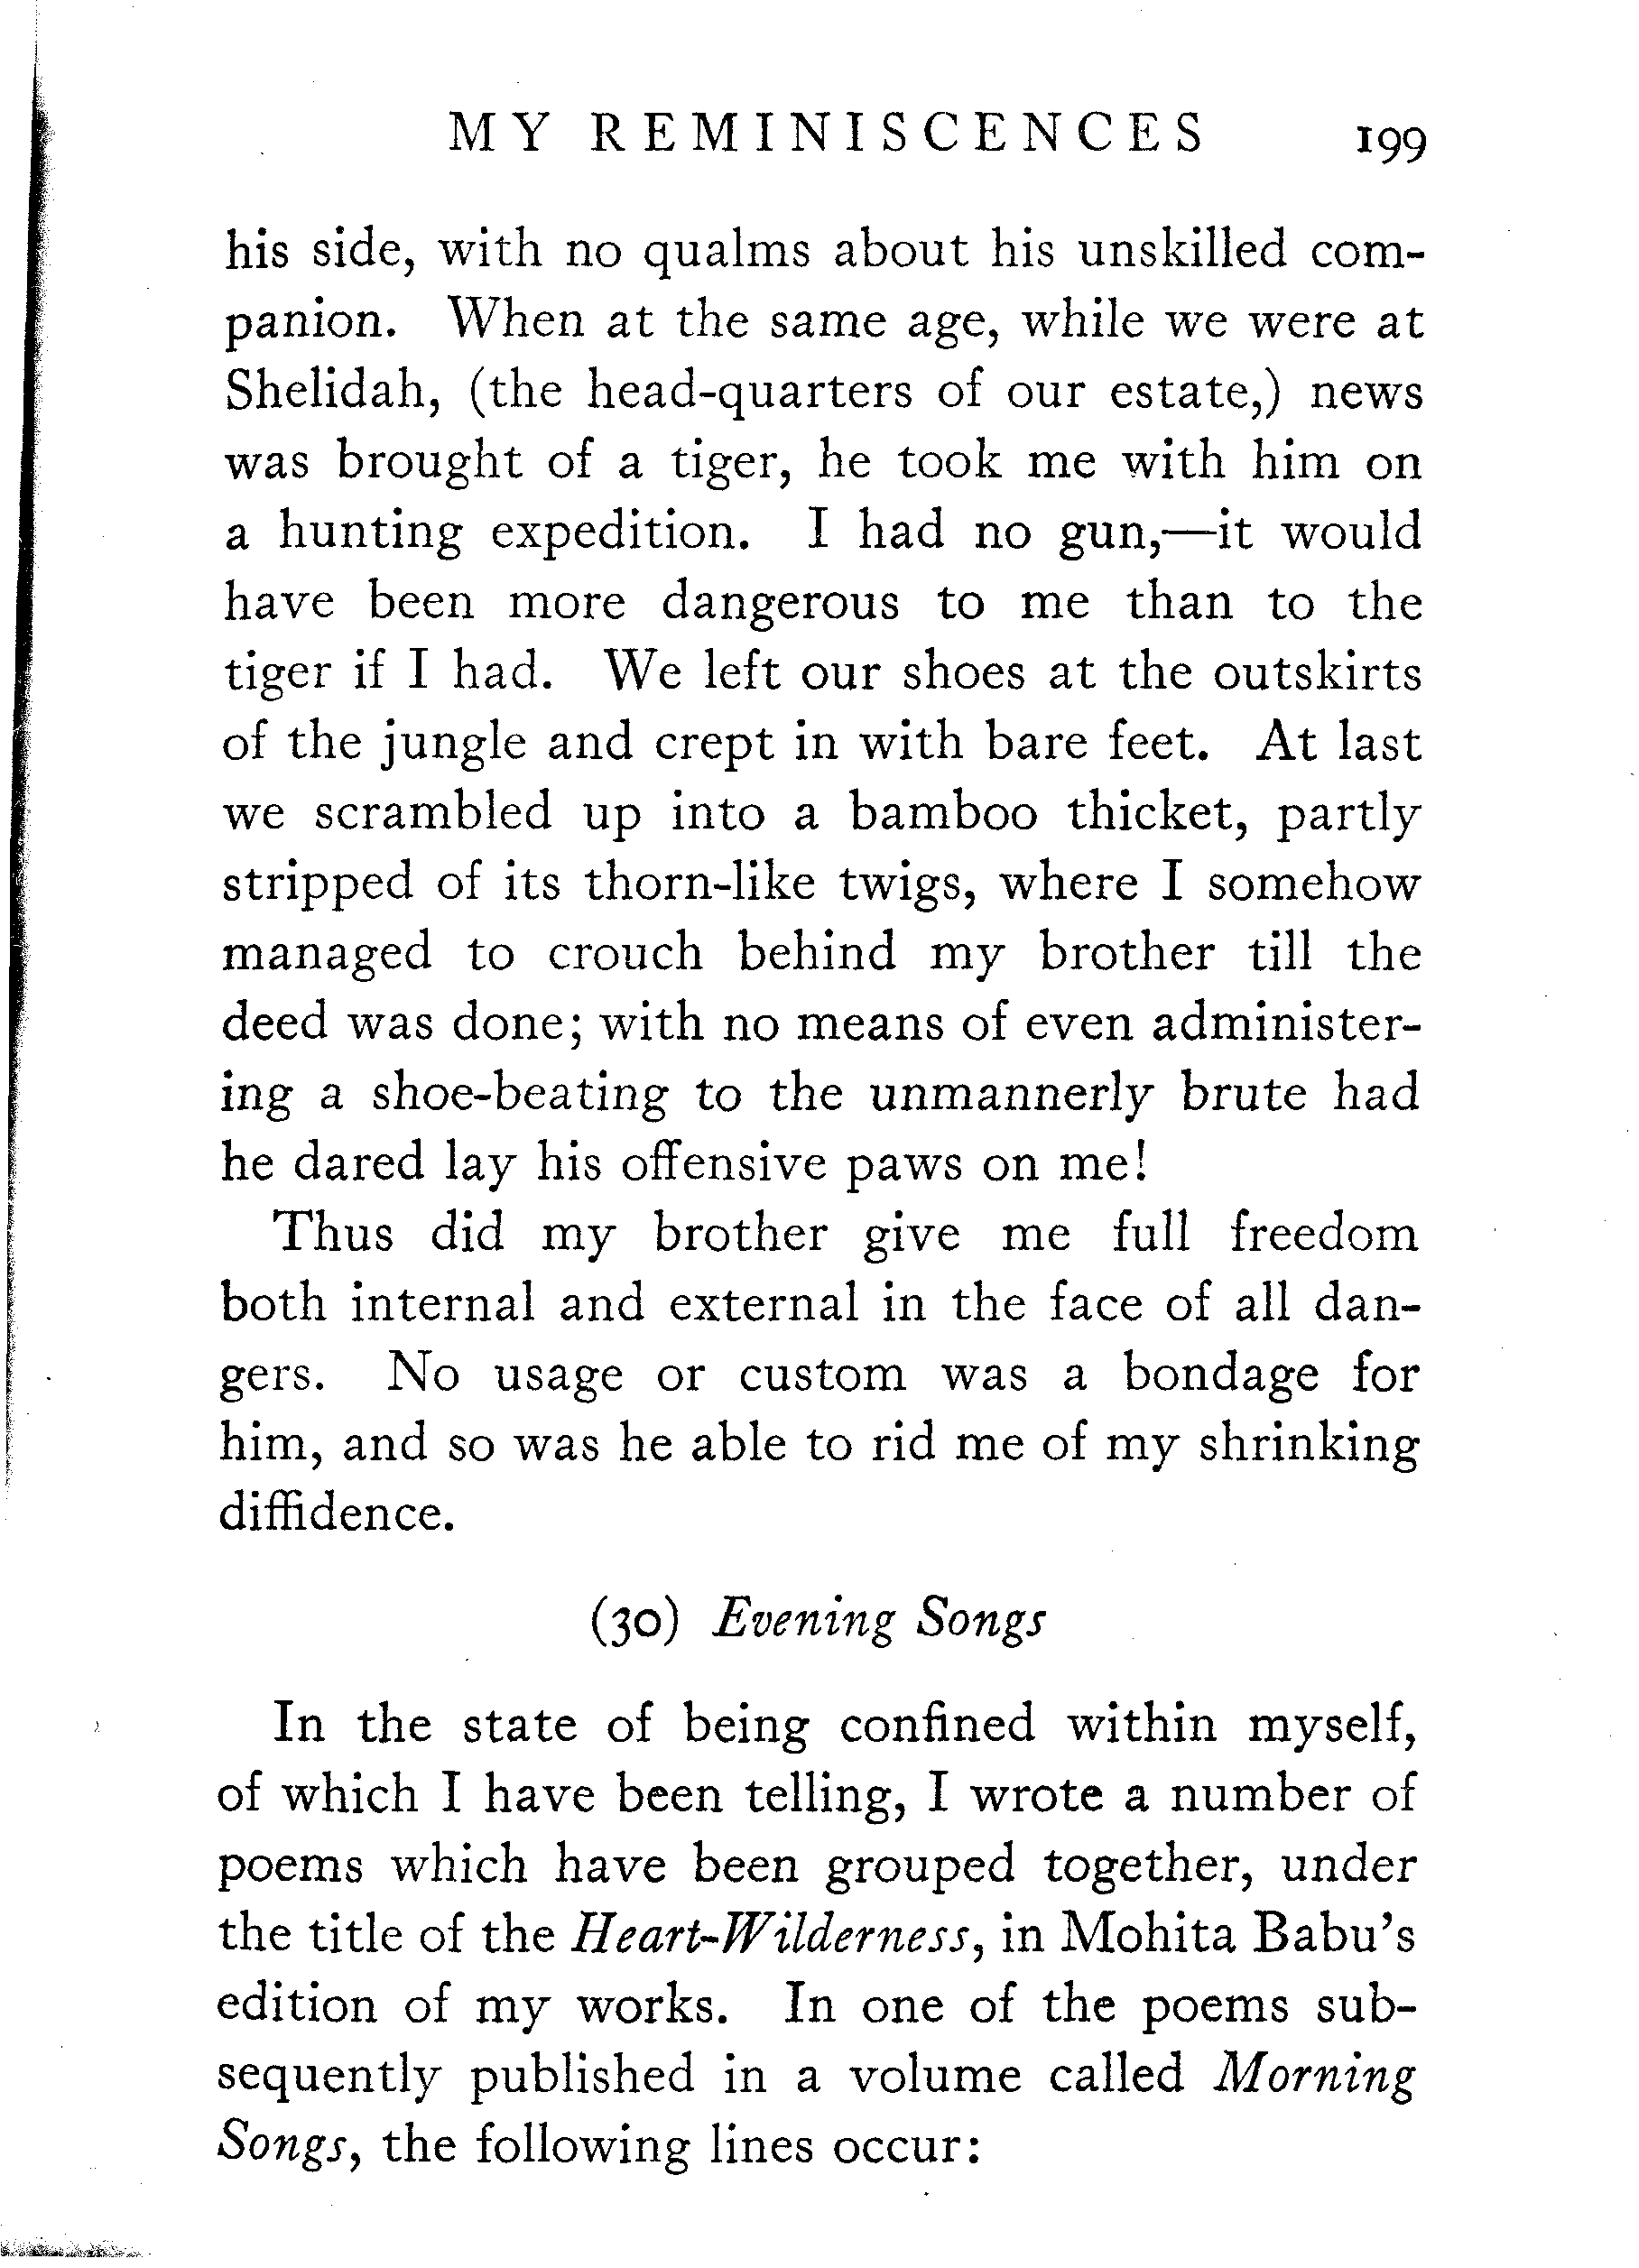 MY REMINISCENCES 199
his side, with no qualms about his unskilled com-
panion. When at the same age, while we were at
Shelidah, (the head-quarters of our estate,) news
was brought of a tiger, he took me with him on
a hunting expedition. I had no gun,—it would
have been more dangerous to me than to the
tiger if I had. We left our shoes at the outskirts
of the jungle and crept in with bare feet. At last
we scrambled up into a bamboo thicket, partly
stripped of its thorn-like twigs, where I somehow
managed to crouch behind my brother till the
deed was done; with no means of even administer-
ing a shoe-beating to the unmannerly brute had
he dared lay his offensive paws on me!
Thus did my brother give me full freedom
both internal and external in the face of all dan-
gers. No usage or custom was a bondage for
him, and so was he able to rid me of my shrinking
diffidence.
(30) Evening Songs
In the state of being confined within myself,
of which I have been telling, I wrote a number of
poems which have been grouped together, under
the title of the Heart-Wilderness, in Mohita Babu's
edition of my works. In one of the poems sub-
sequently published in a volume called Morning
Songs, the following lines occur: